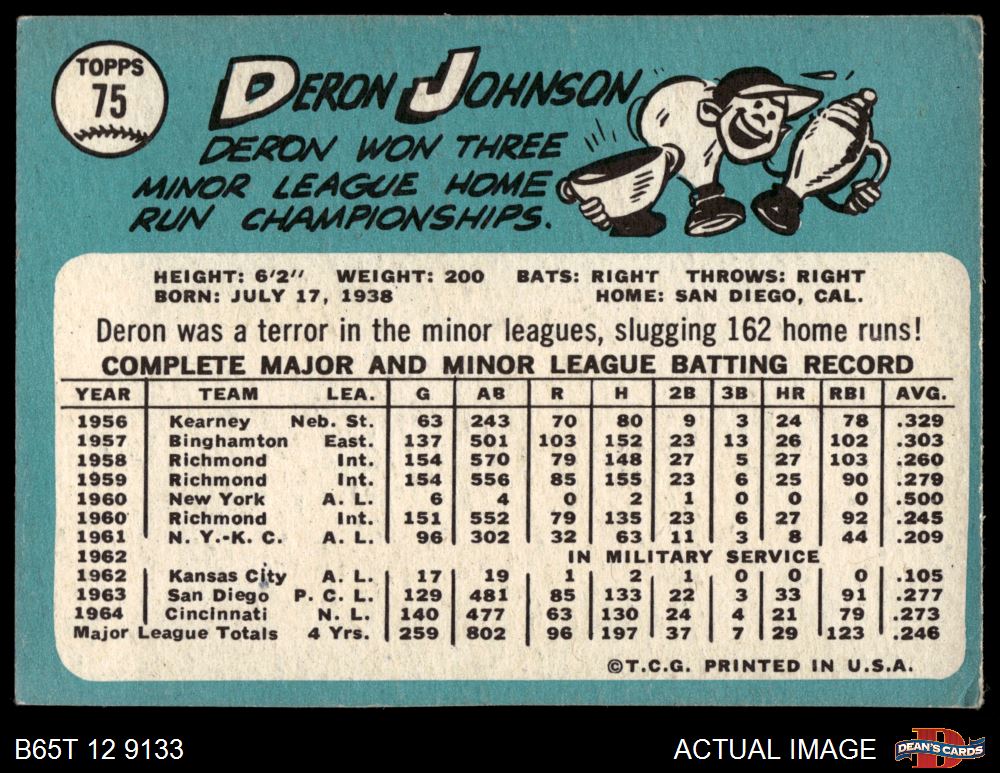 TOPPS
75
DERON JOHNSON
DERON WON THREE
MINOR LEAGUE HOME
RUN CHAMPIONSHIPS.
HEIGHT: 6'2" WEIGHT: 200 BATS: RIGHT THROWS: RIGHT
BORN: JULY 17, 1938 HOME: SAN DIEGO, CAL.
Deron was a terror in the minor leagues, slugging 162 home runs!
COMPLETE MAJOR AND MINOR LEAGUE BATTING RECORD
YEAR TEAM LEA. G AB R H 2B 3B HR RBI AVG.
1956 Kearney Neb. St. 63 243 70 80 9 3 24 78 .329
1957 Binghamton East. 137 501 103 152 23 13 26 102 .303
1958 Richmond Int. 154 570 79 148 27 5 27 103 .260
1959 Richmond Int. 154 556 85 155 23 6 25 90 .279
1960 New York A. L. 6 4 0 2 1 0 0 0 .500
1960 Richmond Int. 151 552 79 135 23 6 27 92 .245
1961 N. Y.-K. C. A. L. 96 302 32 63 11 3 8 44 .209
1962 IN MILITARY SERVICE
1962 Kansas City A. L. 17 19 1 2 1 0 0 0 .105
1963 San Diego P. C. L. 129 481 85 133 22 3 33 91 .277
1964 Cincinnati N. L. 140 477 63 130 24 4 21 79 .273
Major League Totals 4 Yrs. 259 802 96 197 37 7 29 123 .246
©T.C.G. PRINTED IN U.S.A.
B65T 12 9133 ACTUAL IMAGE D DEAN'S CARDS